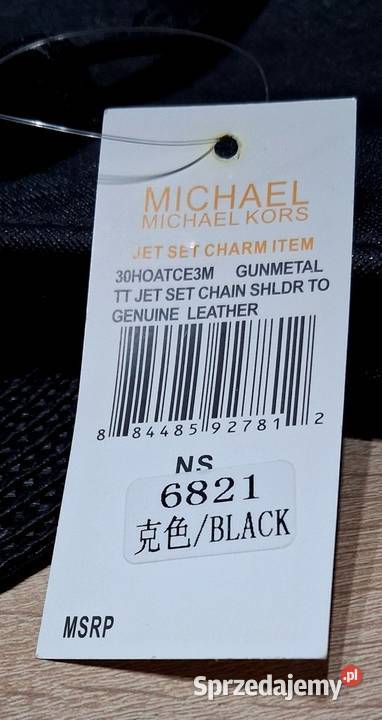 MICHAEL
MICHAEL KORS
JET SET CHARM ITEM
30HOATCE3M GUNMETAL
TT JET SET CHAIN SHLDR TO
GENUINE LEATHER
8 84485 92781 2
NS
6821
克色/BLACK
MSRP
Sprzedajemy.pl